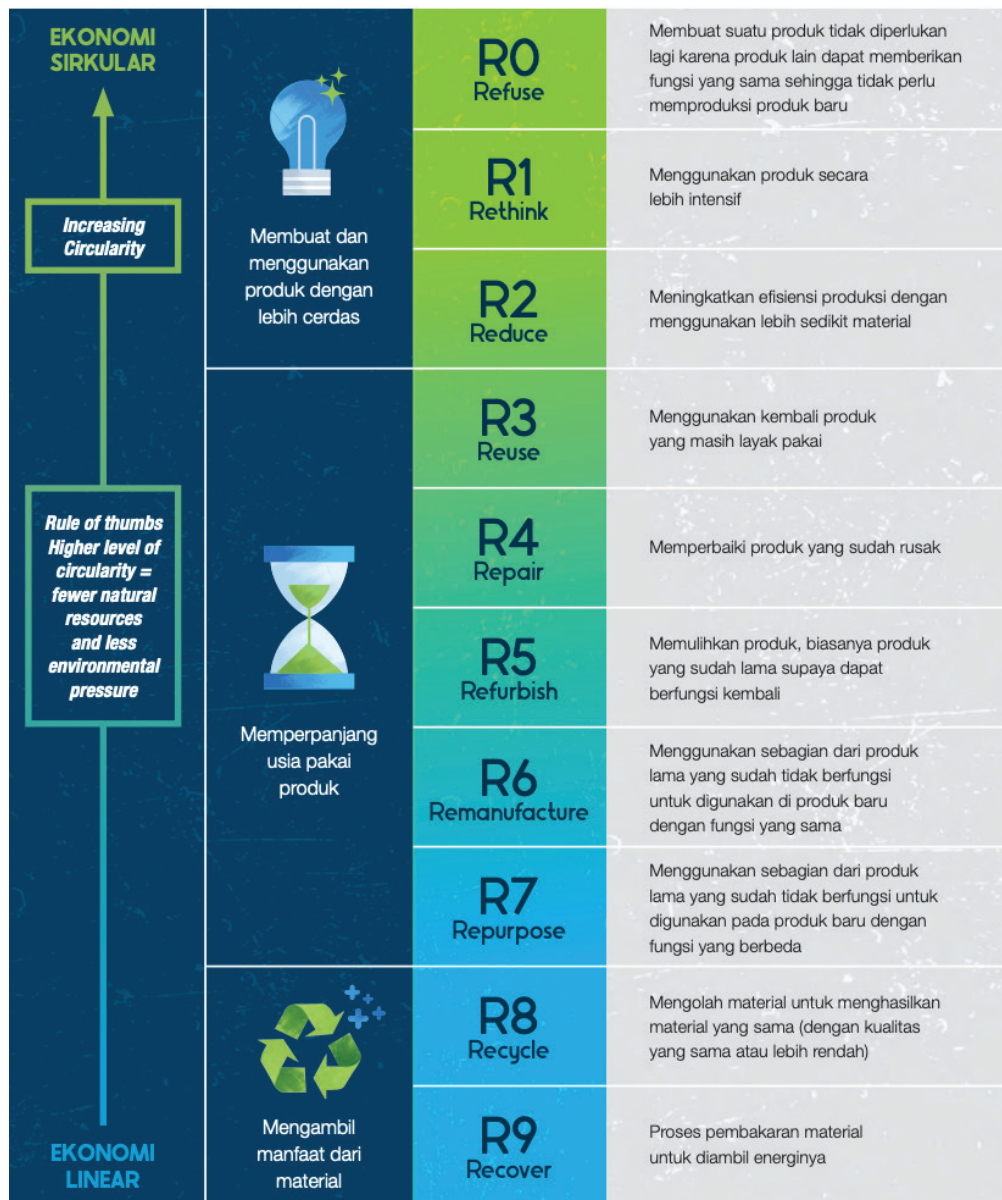 EKONOMI
SIRKULAR
Increasing
Circularity
Rule of thumbs
Higher level of
circularity =
fewer natural
resources
and less
environmental
pressure
EKONOMI
LINEAR
Membuat dan
menggunakan
produk dengan
lebih cerdas
R0
Refuse
Membuat suatu produk tidak diperlukan
lagi karena produk lain dapat memberikan
fungsi yang sama sehingga tidak perlu
memproduksi produk baru
R1
Rethink
Menggunakan produk secara
lebih intensif
R2
Reduce
Meningkatkan efisiensi produksi dengan
menggunakan lebih sedikit material
Memperpanjang
usia pakai
produk
R3
Reuse
Menggunakan kembali produk
yang masih layak pakai
R4
Repair
Memperbaiki produk yang sudah rusak
R5
Refurbish
Memulihkan produk, biasanya produk
yang sudah lama supaya dapat
berfungsi kembali
R6
Remanufacture
Menggunakan sebagian dari produk
lama yang sudah tidak berfungsi
untuk digunakan di produk baru
dengan fungsi yang sama
R7
Repurpose
Menggunakan sebagian dari produk
lama yang sudah tidak berfungsi untuk
digunakan pada produk baru dengan
fungsi yang berbeda
Mengambil
manfaat dari
material
R8
Recycle
Mengolah material untuk menghasilkan
material yang sama (dengan kualitas
yang sama atau lebih rendah)
R9
Recover
Proses pembakaran material
untuk diambil energinya